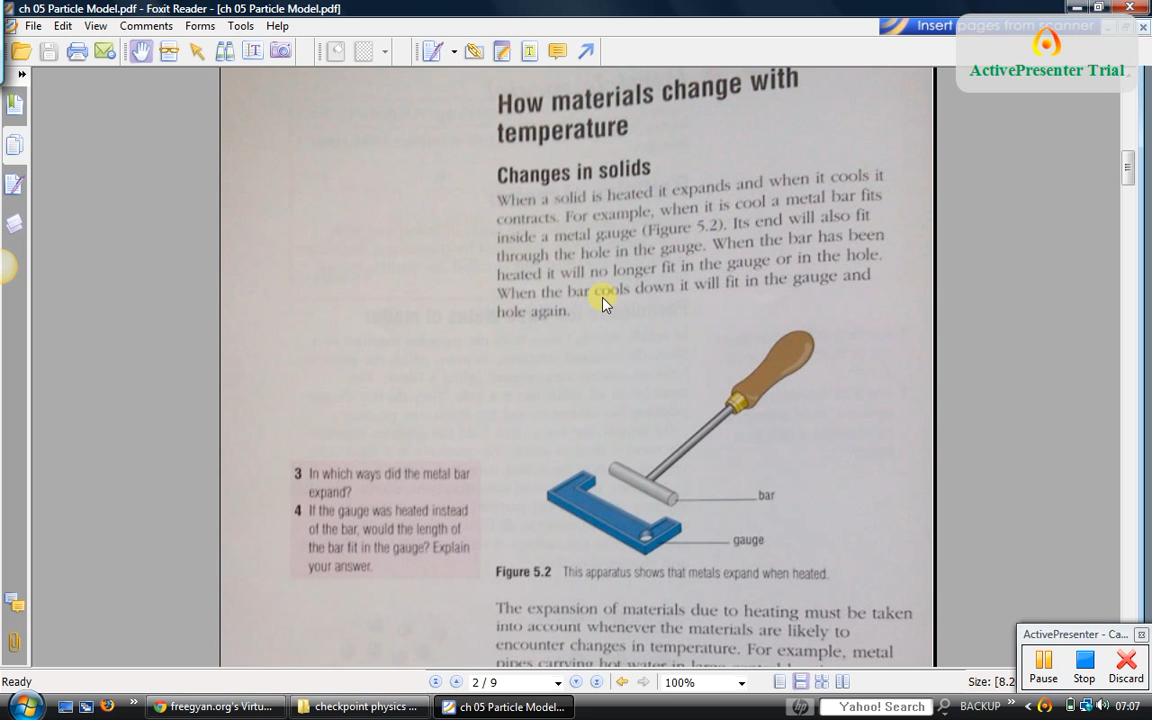 ch 05 Particle Model.pdf - Foxit Reader - [ch 05 Particle Model.pdf]
File Edit View Comments Forms Tools Help
Insert pages from scanner
ActivePresenter Trial
How materials change with
temperature
Changes in solids
When a solid is heated it expands and when it cools it
contracts. For example, when it is cool a metal bar fits
inside a metal gauge (Figure 5.2). Its end will also fit
through the hole in the gauge. When the bar has been
heated it will no longer fit in the gauge or in the hole.
When the bar cools down it will fit in the gauge and
hole again.
3 In which ways did the metal bar
expand?
4 If the gauge was heated instead
of the bar, would the length of
the bar fit in the gauge? Explain
your answer.
bar
gauge
Figure 5.2 This apparatus shows that metals expand when heated.
The expansion of materials due to heating must be taken
into account whenever the materials are likely to
encounter changes in temperature. For example, metal
pipes carrying hot water in large
ActivePresenter - Ca...
Pause Stop Discard
Ready
2 / 9
100%
Size: [8.2
freegyan.org's Virtu...
checkpoint physics ...
ch 05 Particle Model...
Yahoo! Search
BACKUP
07:07